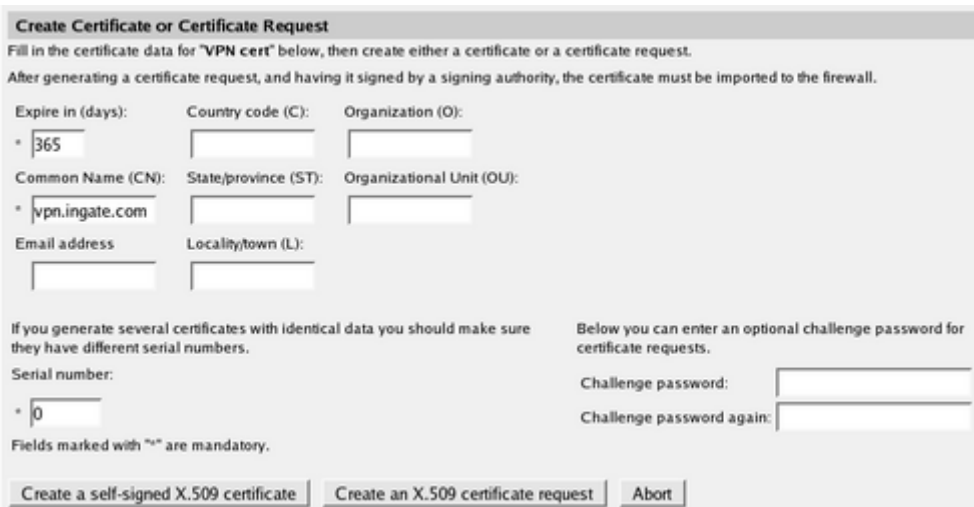 Create Certificate or Certificate Request
Fill in the certificate data for "VPN cert" below, then create either a certificate or a certificate request.
After generating a certificate request, and having it signed by a signing authority, the certificate must be imported to the firewall.
Expire in (days): Country code (C): Organization (O):
* 365
Common Name (CN): State/province (ST): Organizational Unit (OU):
* vpn.ingate.com
Email address Locality/town (L):
If you generate several certificates with identical data you should make sure
they have different serial numbers.
Serial number:
* 0
Fields marked with "*" are mandatory.
Below you can enter an optional challenge password for
certificate requests.
Challenge password:
Challenge password again:
Create a self-signed X.509 certificate Create an X.509 certificate request Abort